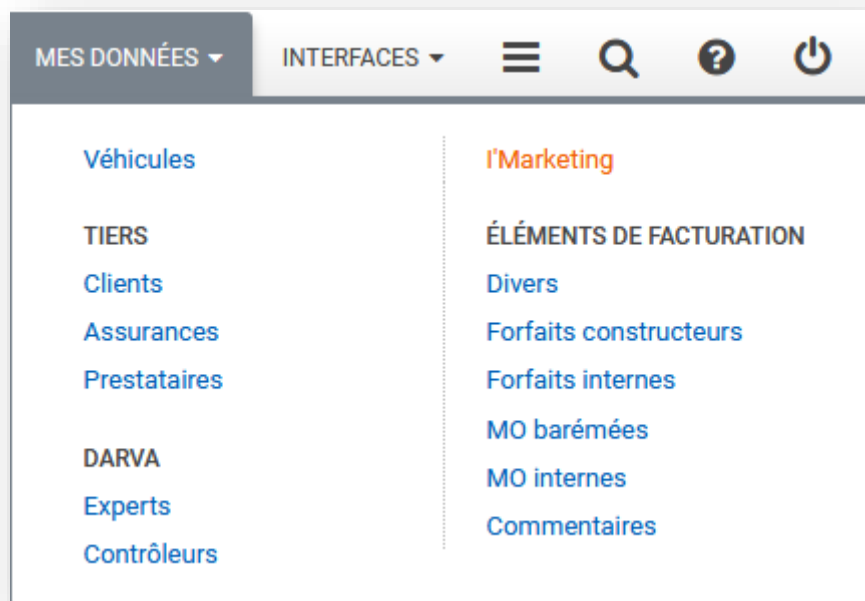 MES DONNÉES
INTERFACES
Véhicules
TIERS
Clients
Assurances
Prestataires
DARVA
Experts
Contrôleurs
I'Marketing
ÉLÉMENTS DE FACTURATION
Divers
Forfaits constructeurs
Forfaits internes
MO barémées
MO internes
Commentaires